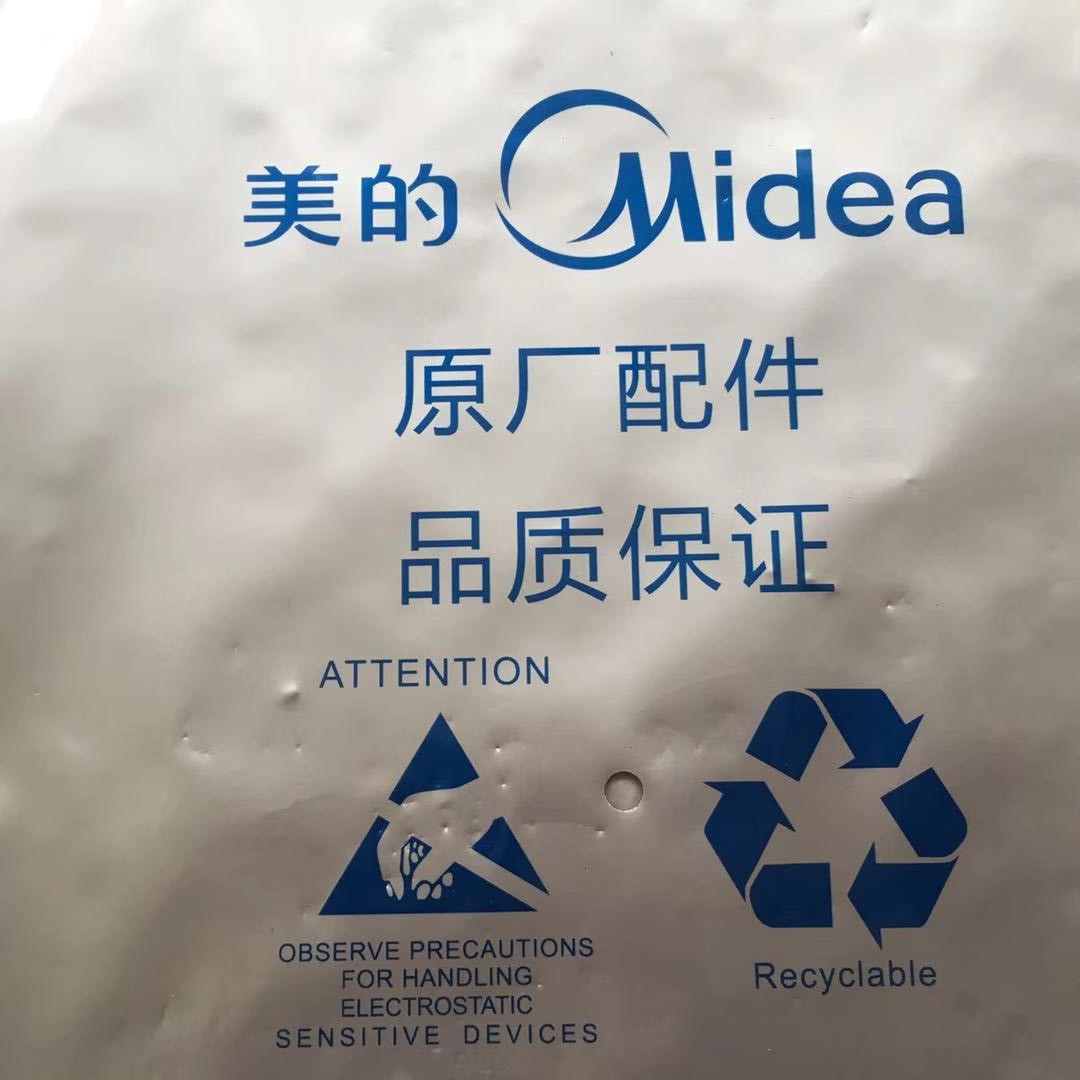 美的 Midea
原厂配件
品质保证
ATTENTION
OBSERVE PRECAUTIONS
FOR HANDLING
ELECTROSTATIC
SENSITIVE DEVICES
Recyclable